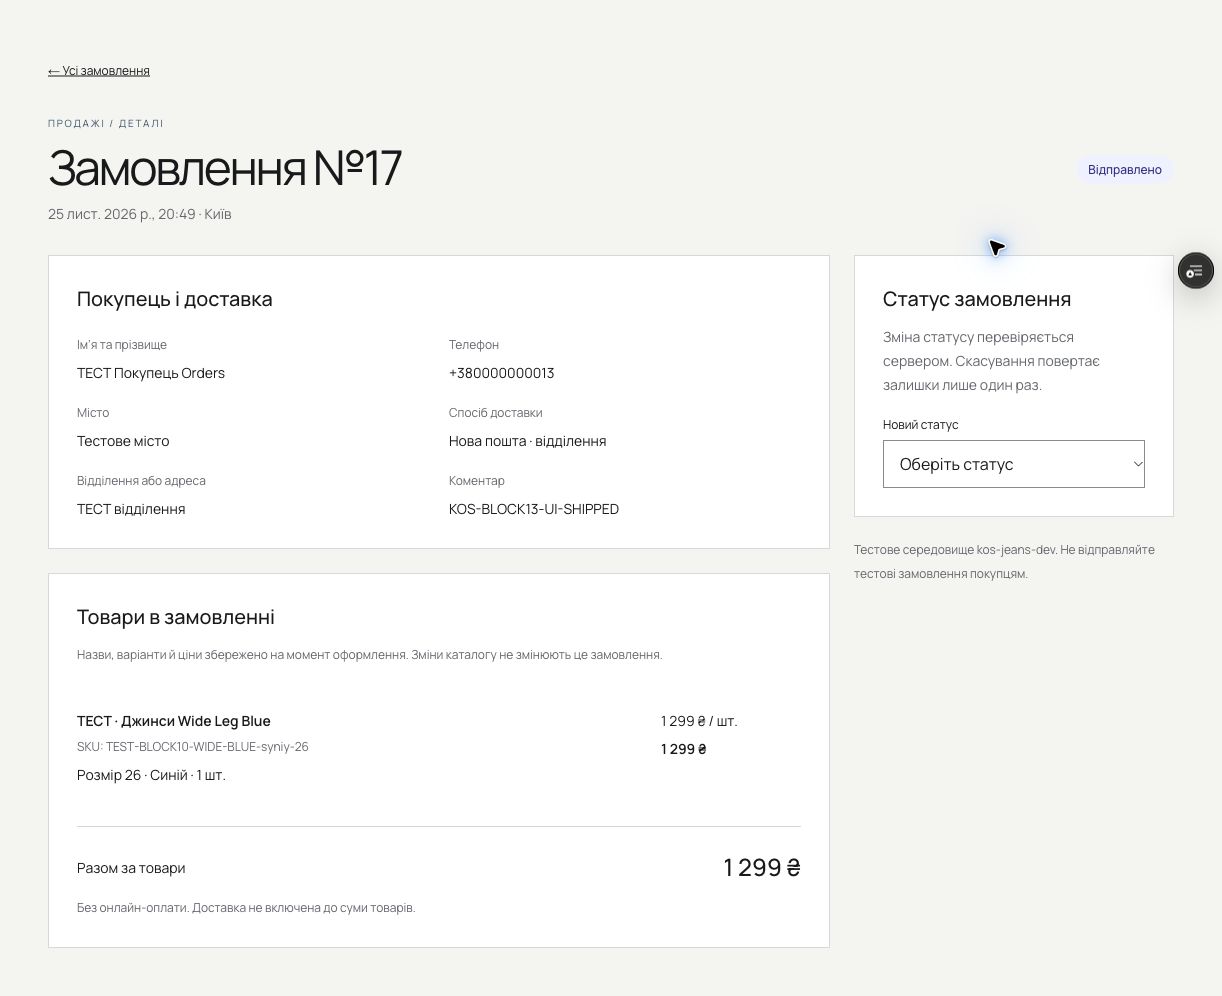 ← Усі замовлення
ПРОДАЖІ / ДЕТАЛІ
Замовлення №17
Відправлено
25 лист. 2026 р., 20:49 · Київ
Покупець і доставка
Ім'я та прізвище
ТЕСТ Покупець Orders
Телефон
+380000000013
Місто
Тестове місто
Спосіб доставки
Нова пошта · відділення
Відділення або адреса
ТЕСТ відділення
Коментар
KOS-BLOCK13-UI-SHIPPED
Статус замовлення
Зміна статусу перевіряється
сервером. Скасування повертає
залишки лише один раз.
Новий статус
Оберіть статус
Тестове середовище kos-jeans-dev. Не відправляйте
тестові замовлення покупцям.
Товари в замовленні
Назви, варіанти й ціни збережено на момент оформлення. Зміни каталогу не змінюють це замовлення.
ТЕСТ · Джинси Wide Leg Blue
SKU: TEST-BLOCK10-WIDE-BLUE-syniy-26
Розмір 26 · Синій · 1 шт.
1 299 ₴ / шт.
1 299 ₴
Разом за товари
1 299 ₴
Без онлайн-оплати. Доставка не включена до суми товарів.